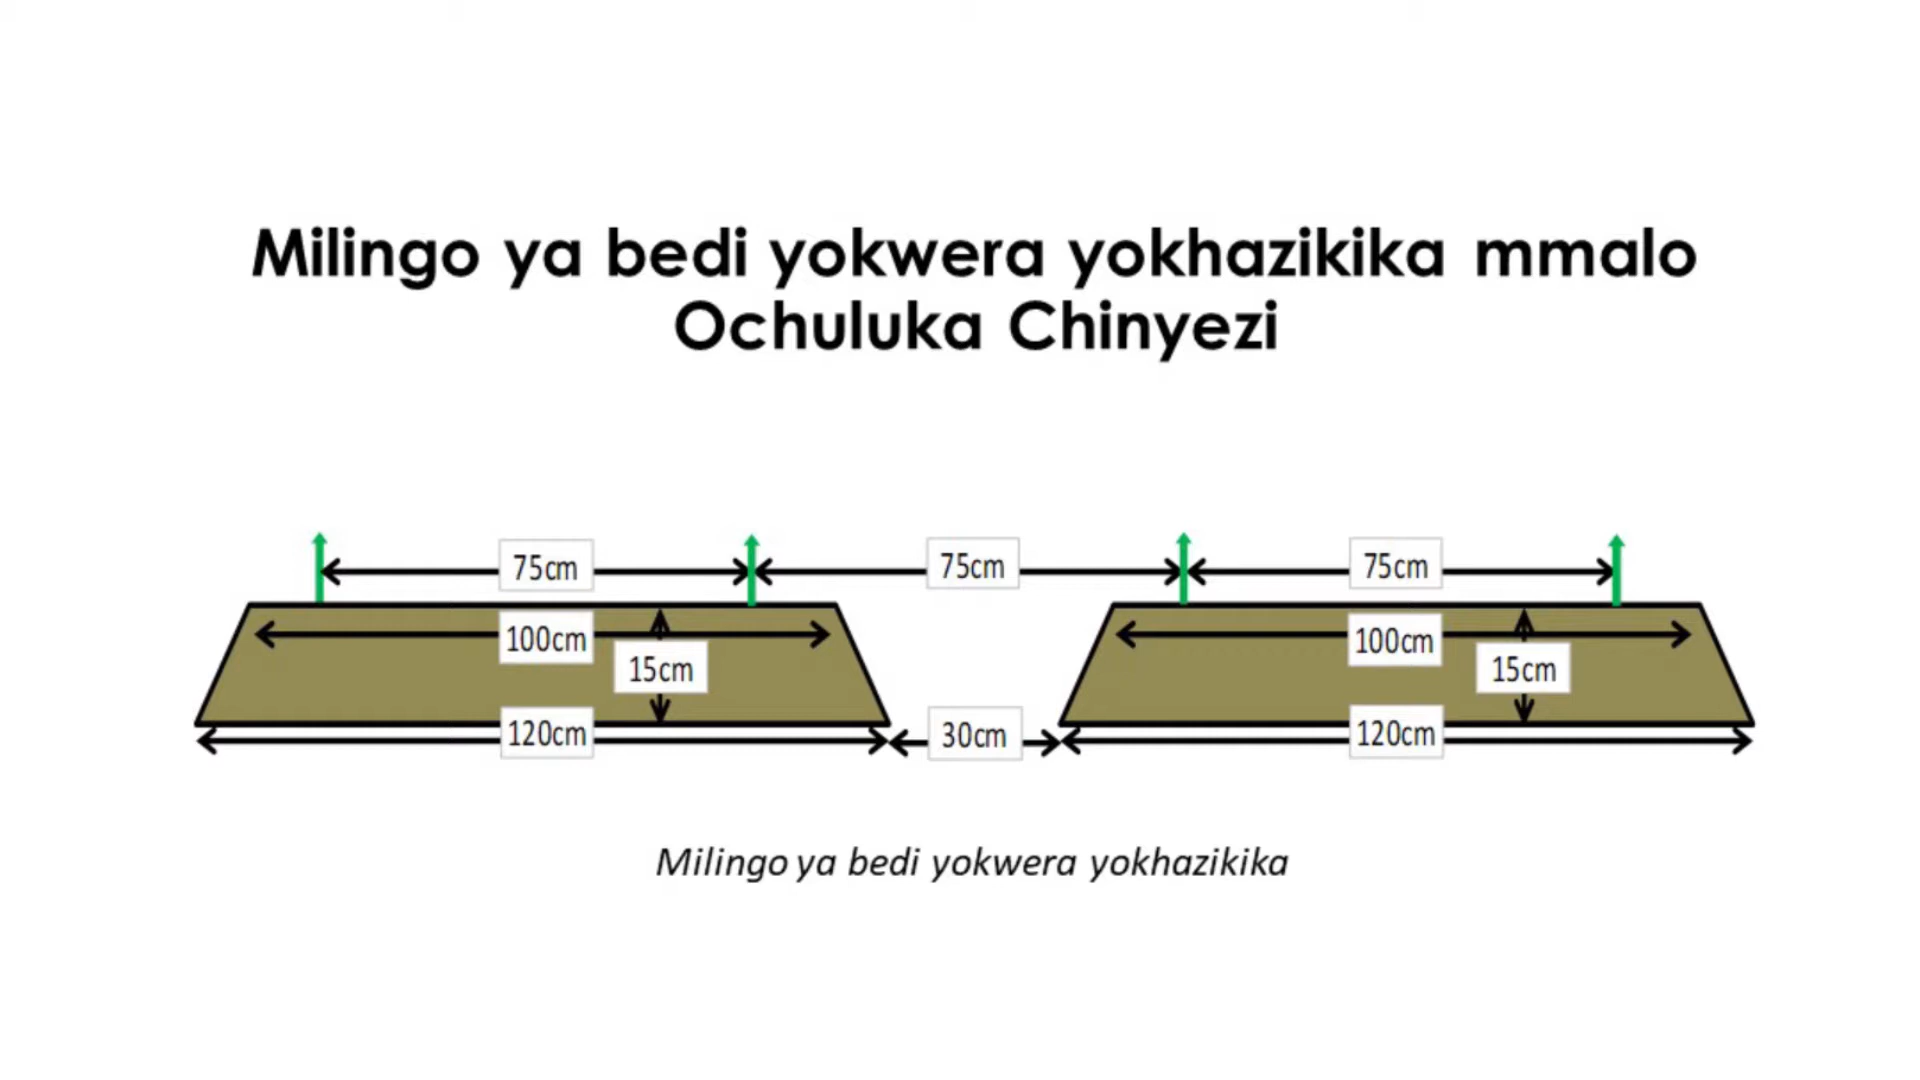 Milingo ya bedi yokwera yokhazikika mmalo
Ochuluka Chinyezi
75cm
75cm
75cm
100cm
15cm
100cm
15cm
120cm
30cm
120cm
Milingo ya bedi yokwera yokhazikika